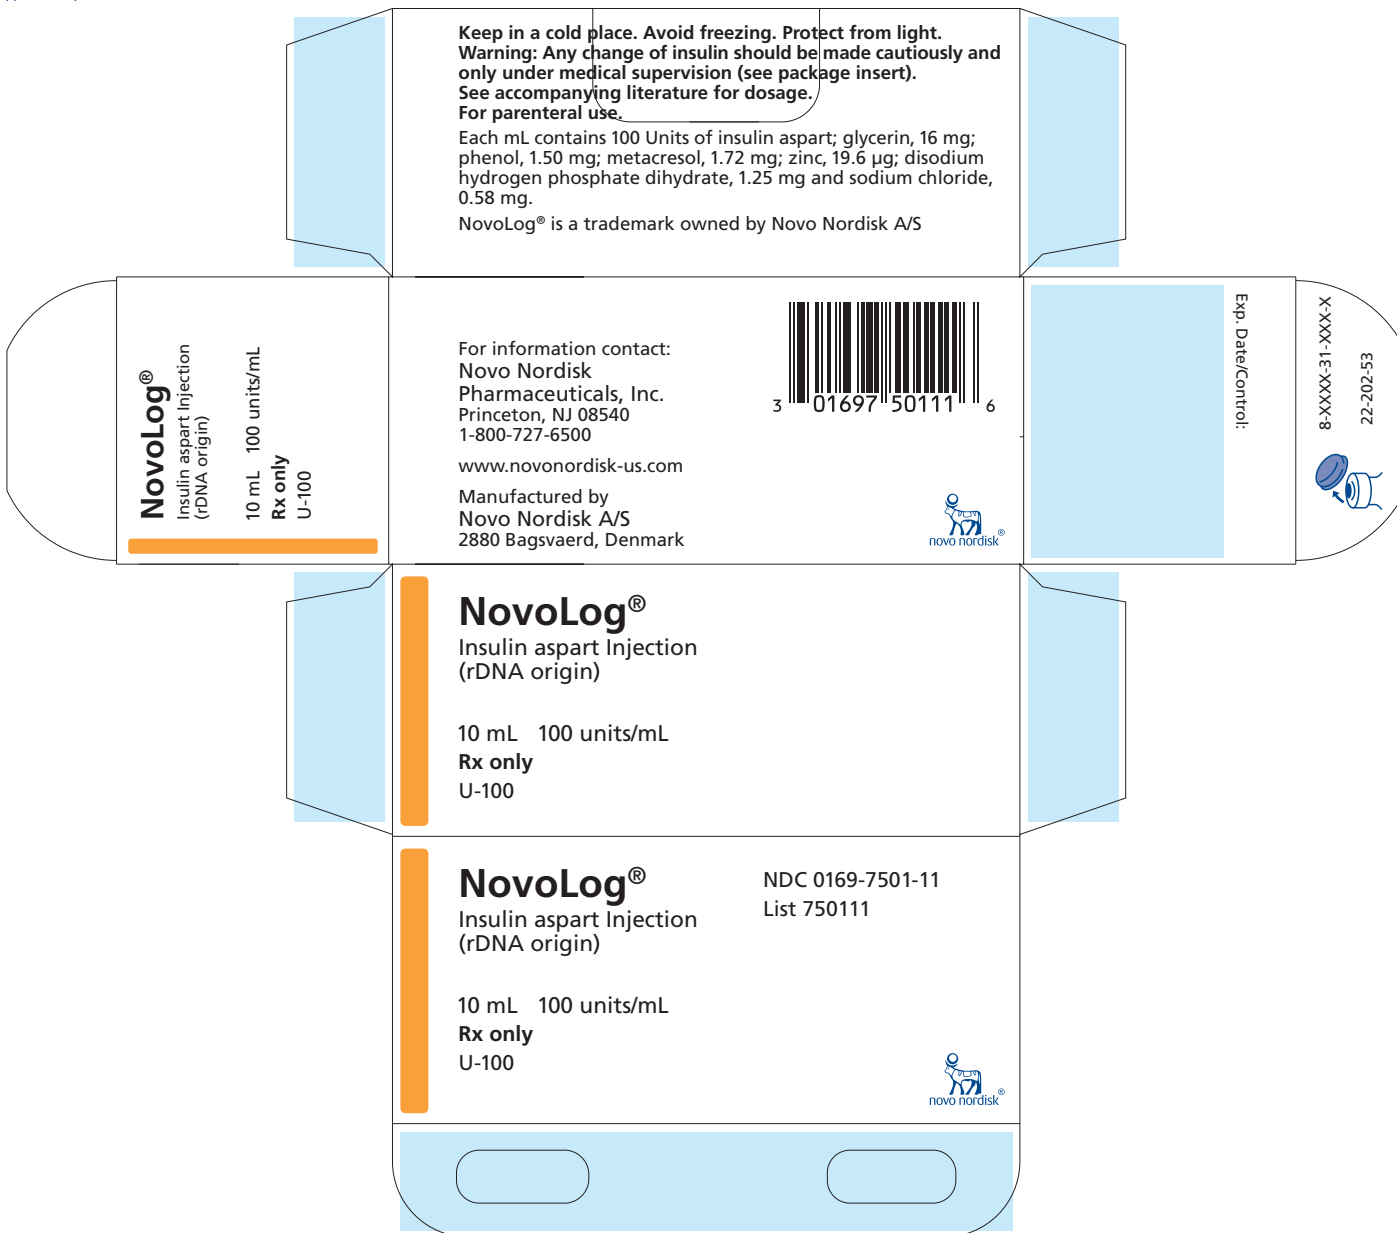 Keep in a cold place. Avoid freezing. Protect from light.
Warning: Any change of insulin should be made cautiously and
only under medical supervision (see package insert).
See accompanying literature for dosage.
For parenteral use.
Each mL contains 100 Units of insulin aspart; glycerin, 16 mg;
phenol, 1.50 mg; metacresol, 1.72 mg; zinc, 19.6 µg; disodium
hydrogen phosphate dihydrate, 1.25 mg and sodium chloride,
0.58 mg.
NovoLog® is a trademark owned by Novo Nordisk A/S
NovoLog®
Insulin aspart Injection
(rDNA origin)
10 mL 100 units/mL
Rx only
U-100
For information contact:
Novo Nordisk
Pharmaceuticals, Inc.
Princeton, NJ 08540
1-800-727-6500
www.novonordisk-us.com
Manufactured by
Novo Nordisk A/S
2880 Bagsvaerd, Denmark
3 01697 50111 6
novo nordisk®
Exp. Date/Control:
8-XXXX-31-XXX-X
22-202-53
NovoLog®
Insulin aspart Injection
(rDNA origin)
10 mL 100 units/mL
Rx only
U-100
NovoLog®
Insulin aspart Injection
(rDNA origin)
10 mL 100 units/mL
Rx only
U-100
NDC 0169-7501-11
List 750111
novo nordisk®